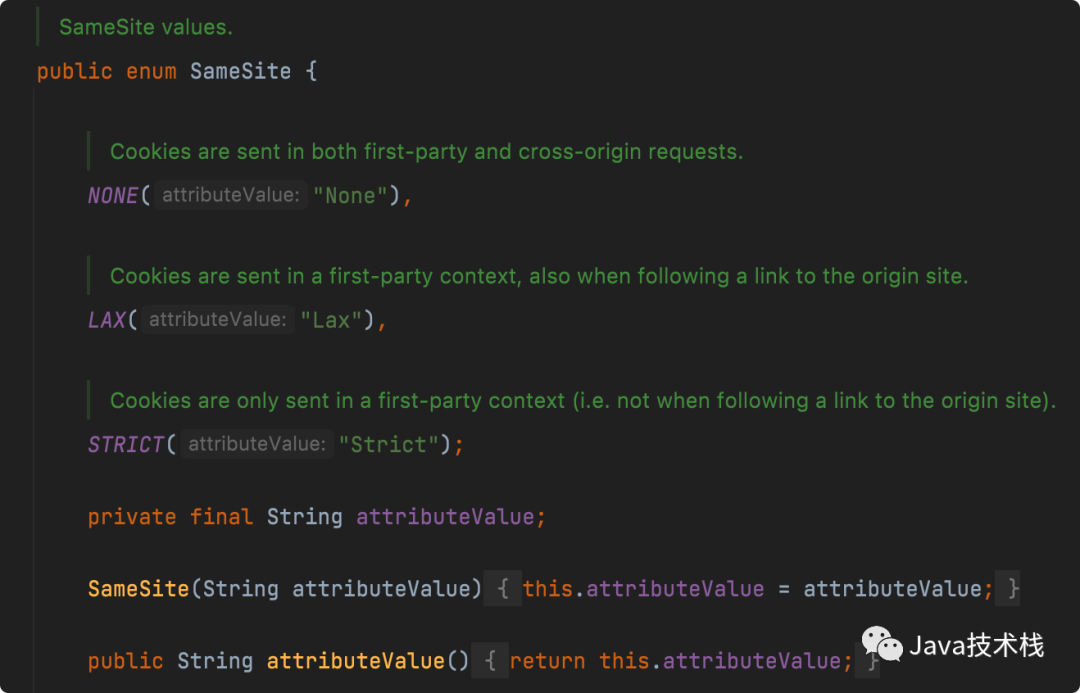 SameSite values.
public enum SameSite {
Cookies are sent in both first-party and cross-origin requests.
NONE( attributeValue: "None"),
Cookies are sent in a first-party context, also when following a link to the origin site.
LAX( attributeValue: "Lax"),
Cookies are only sent in a first-party context (i.e. not when following a link to the origin site).
STRICT( attributeValue: "Strict");
private final String attributeValue;
SameSite(String attributeValue) { this.attributeValue = attributeValue; }
public String attributeValue() { return this.attributeValue; }
Java技术栈